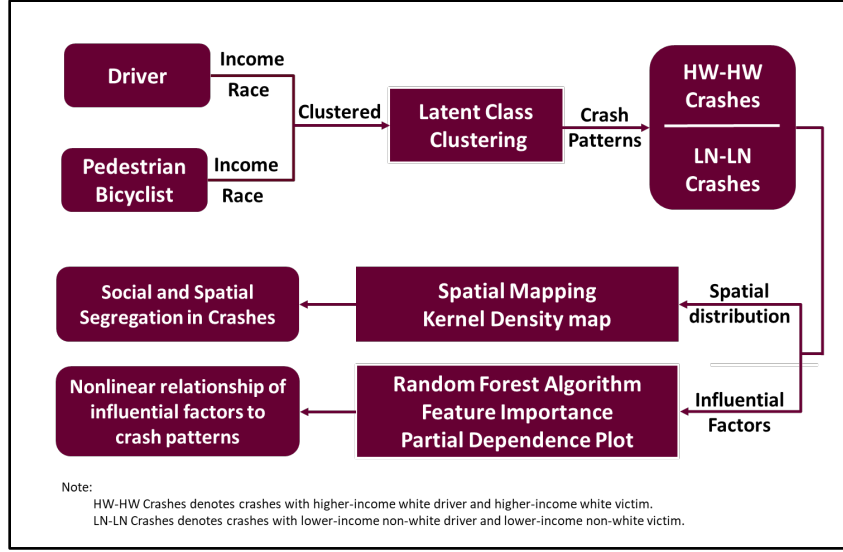 Driver
Income
Race
Pedestrian
Bicyclist
Income
Race
Clustered
Latent Class
Clustering
Crash
Patterns
HW-HW
Crashes
LN-LN
Crashes
Social and Spatial
Segregation in Crashes
Spatial Mapping
Kernel Density map
Spatial
distribution
Nonlinear relationship of
influential factors to
crash patterns
Random Forest Algorithm
Feature Importance
Partial Dependence Plot
Influential
Factors
Note:
HW-HW Crashes denotes crashes with higher-income white driver and higher-income white victim.
LN-LN Crashes denotes crashes with lower-income non-white driver and lower-income non-white victim.